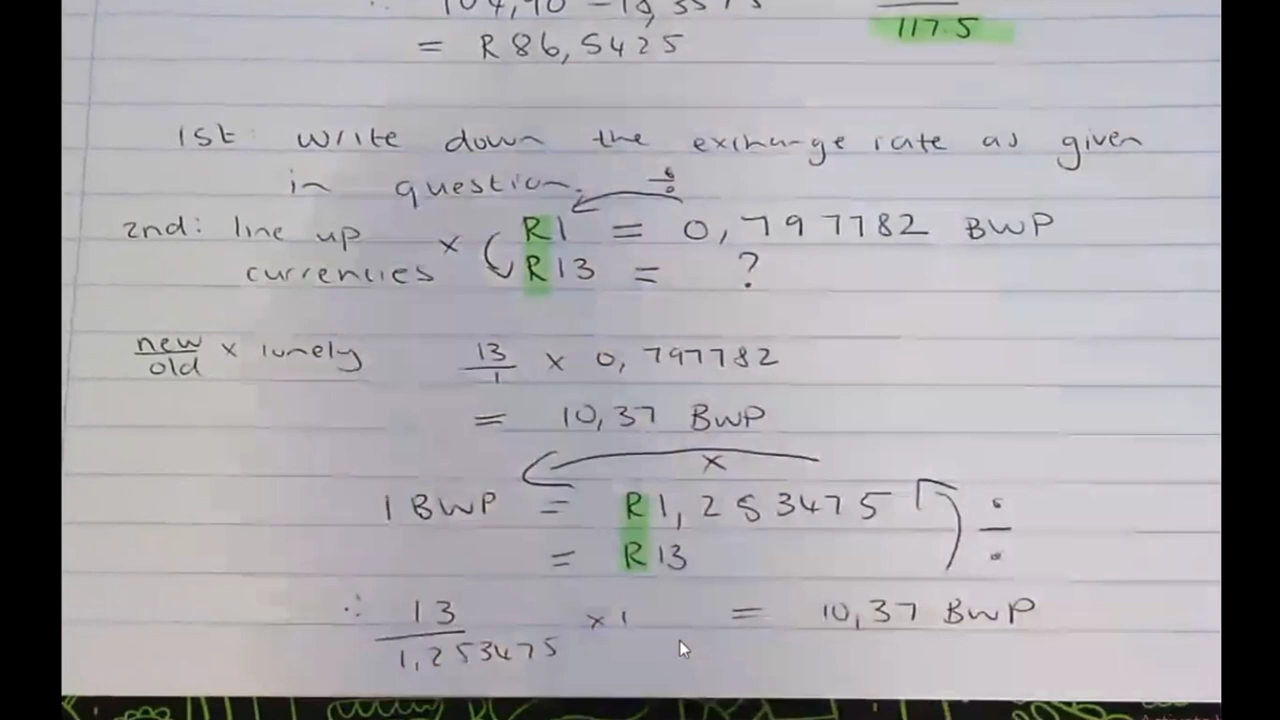 117.5
= R86,5425
1st: write down the exchange rate as given
in question.
÷
2nd: line up × R1 = 0,797782 BWP
currencies R13 = ?
new/old × lonely 13/1 × 0,797782
= 10,37 BWP
×
1 BWP = R1,253475 ÷
= R13
∴ 13/1,253475 × 1 = 10,37 BWP